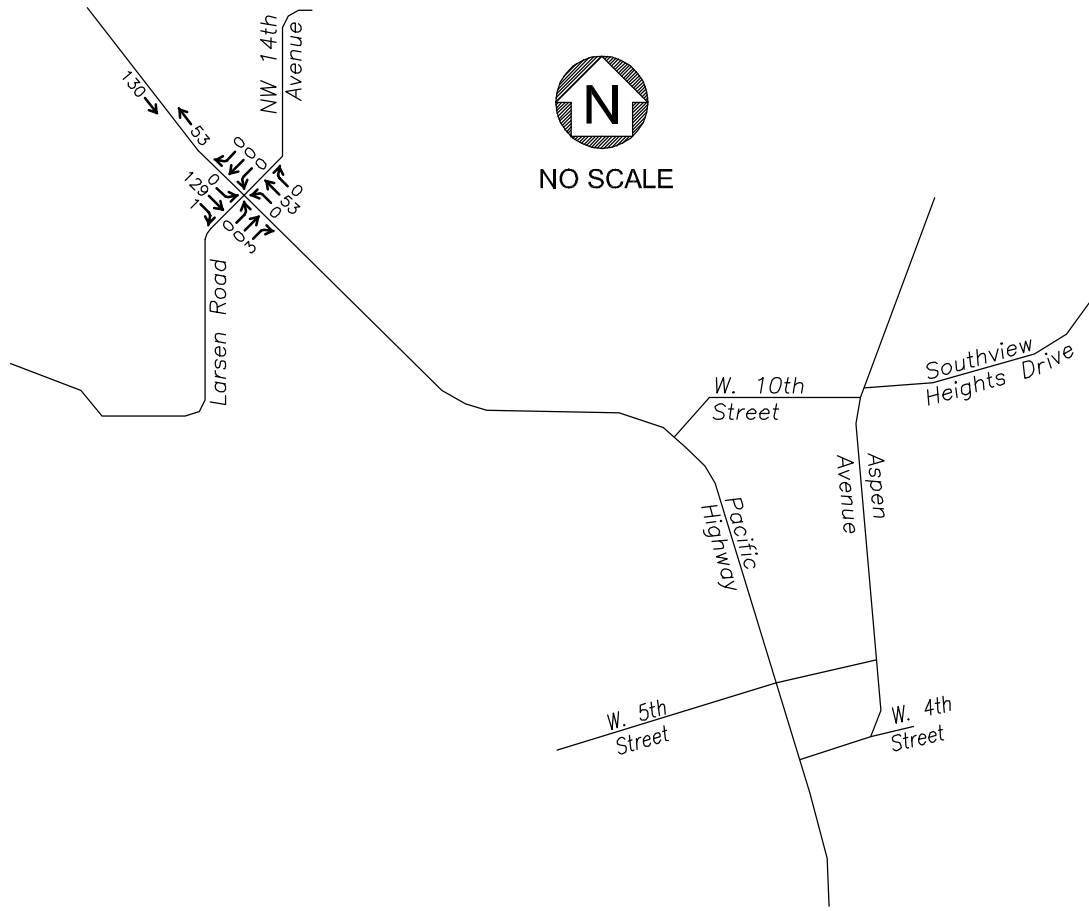 NW 14th
Avenue
N
NO SCALE
130
53
0
0
0
0
129
1
0
53
0
0
0
3
Larsen Road
W. 10th
Street
Southview
Heights Drive
Aspen
Avenue
Pacific
Highway
W. 5th
Street
W. 4th
Street